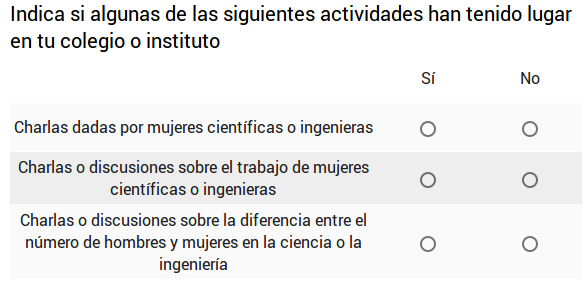 Indica si algunas de las siguientes actividades han tenido lugar
en tu colegio o instituto
Sí No
Charlas dadas por mujeres científicas o ingenieras
Charlas o discusiones sobre el trabajo de mujeres
científicas o ingenieras
Charlas o discusiones sobre la diferencia entre el
número de hombres y mujeres en la ciencia o la
ingeniería